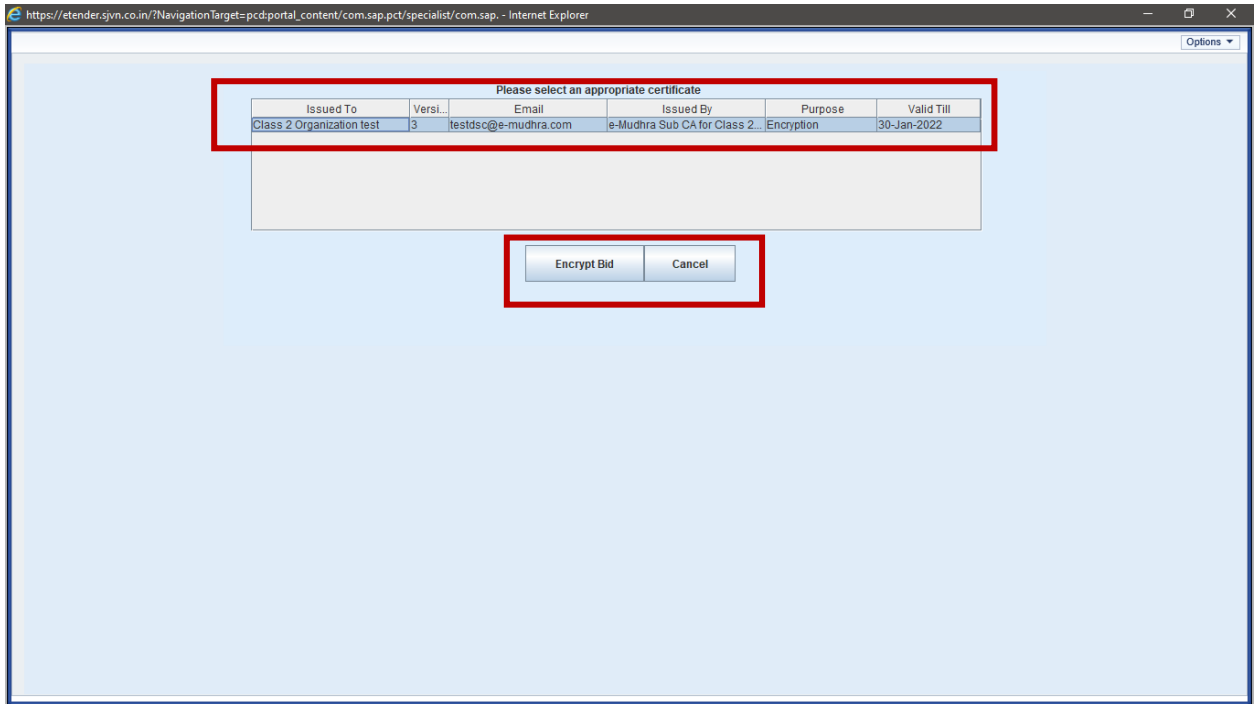 https://etender.sjvn.co.in/?NavigationTarget=pcd:portal_content/com.sap.pct/specialist/com.sap. - Internet Explorer
Options
Please select an appropriate certificate
Issued To Versi... Email Issued By Purpose Valid Till
Class 2 Organization test 3 testdsc@e-mudhra.com e-Mudhra Sub CA for Class 2... Encryption 30-Jan-2022
Encrypt Bid Cancel